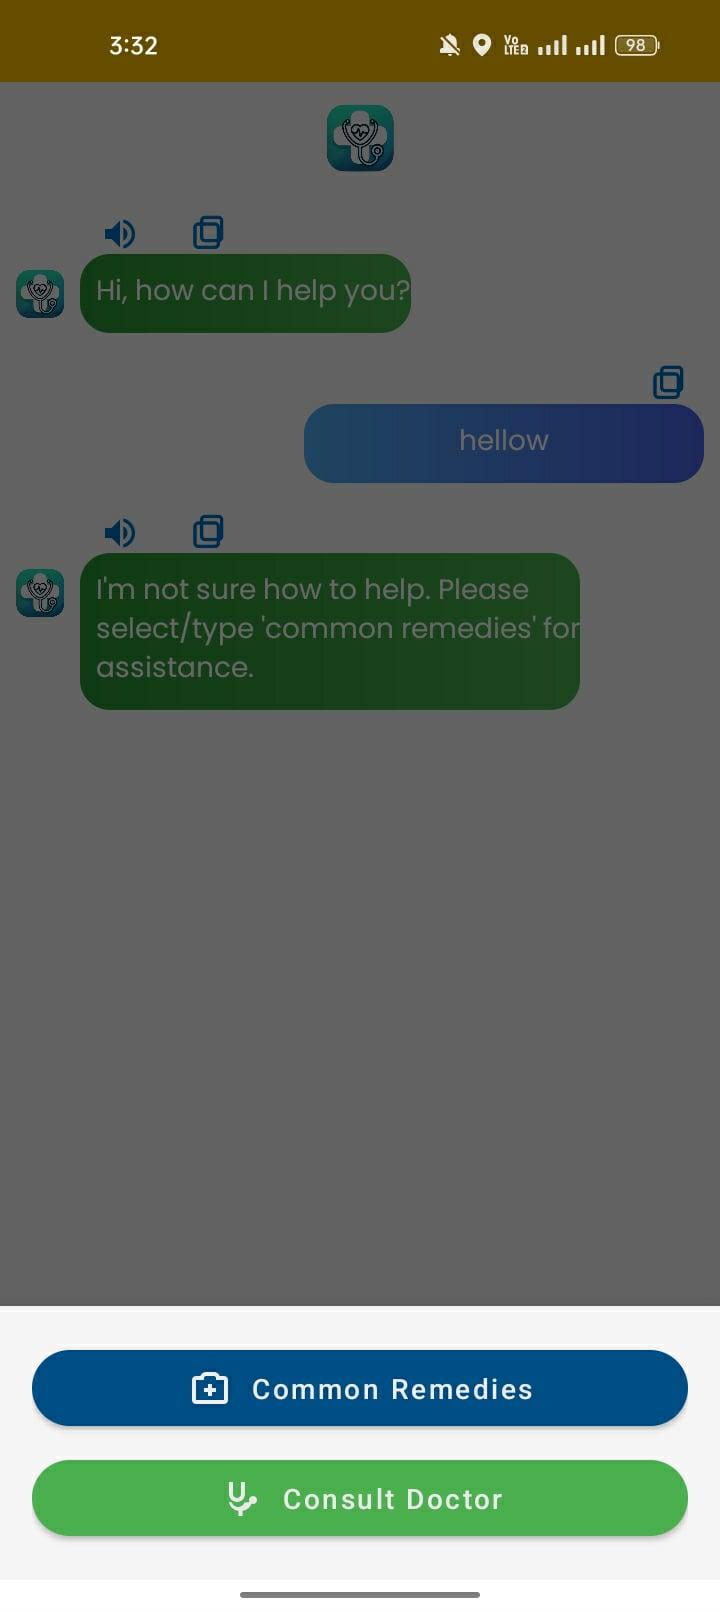 3:32
Vo
LTE2
98
Hi, how can I help you?
hellow
I'm not sure how to help. Please
select/type 'common remedies' for
assistance.
Common Remedies
Consult Doctor